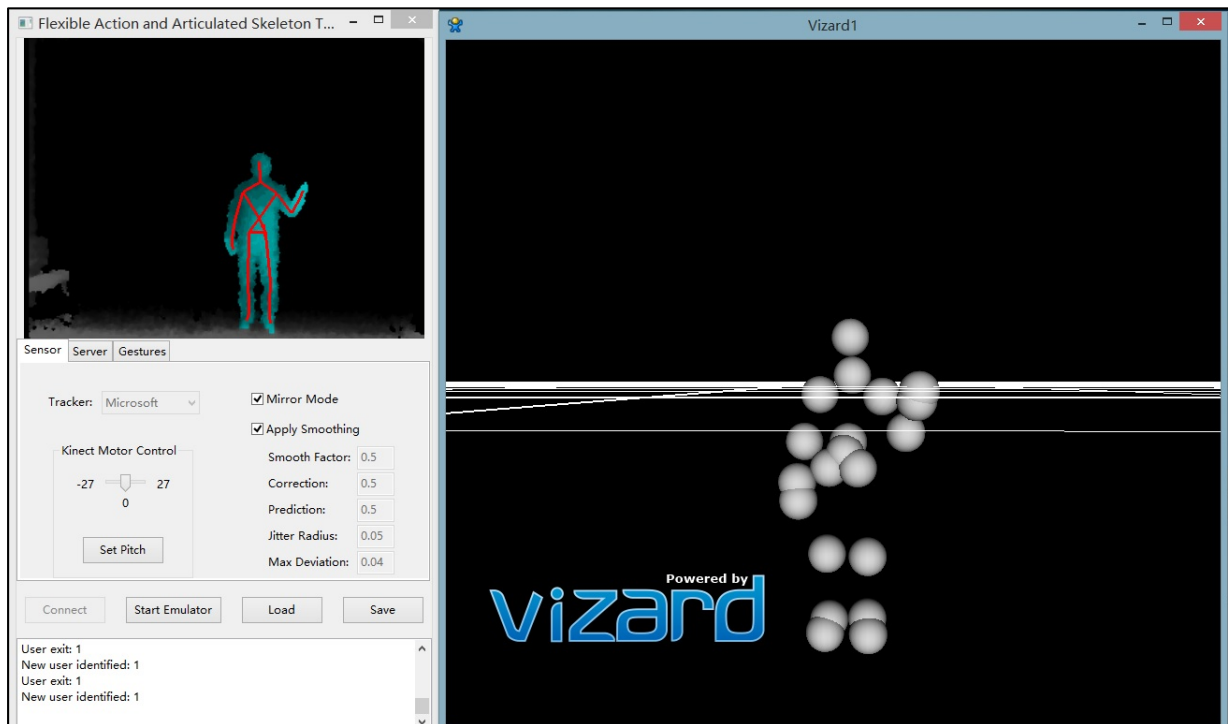 Flexible Action and Articulated Skeleton T...
Sensor Server Gestures
Tracker: Microsoft
Mirror Mode
Apply Smoothing
Kinect Motor Control
-27 27
0
Set Pitch
Smooth Factor: 0.5
Correction: 0.5
Prediction: 0.5
Jitter Radius: 0.05
Max Deviation: 0.04
Connect Start Emulator Load Save
User exit: 1
New user identified: 1
User exit: 1
New user identified: 1
Vizard1
Powered by
vizard